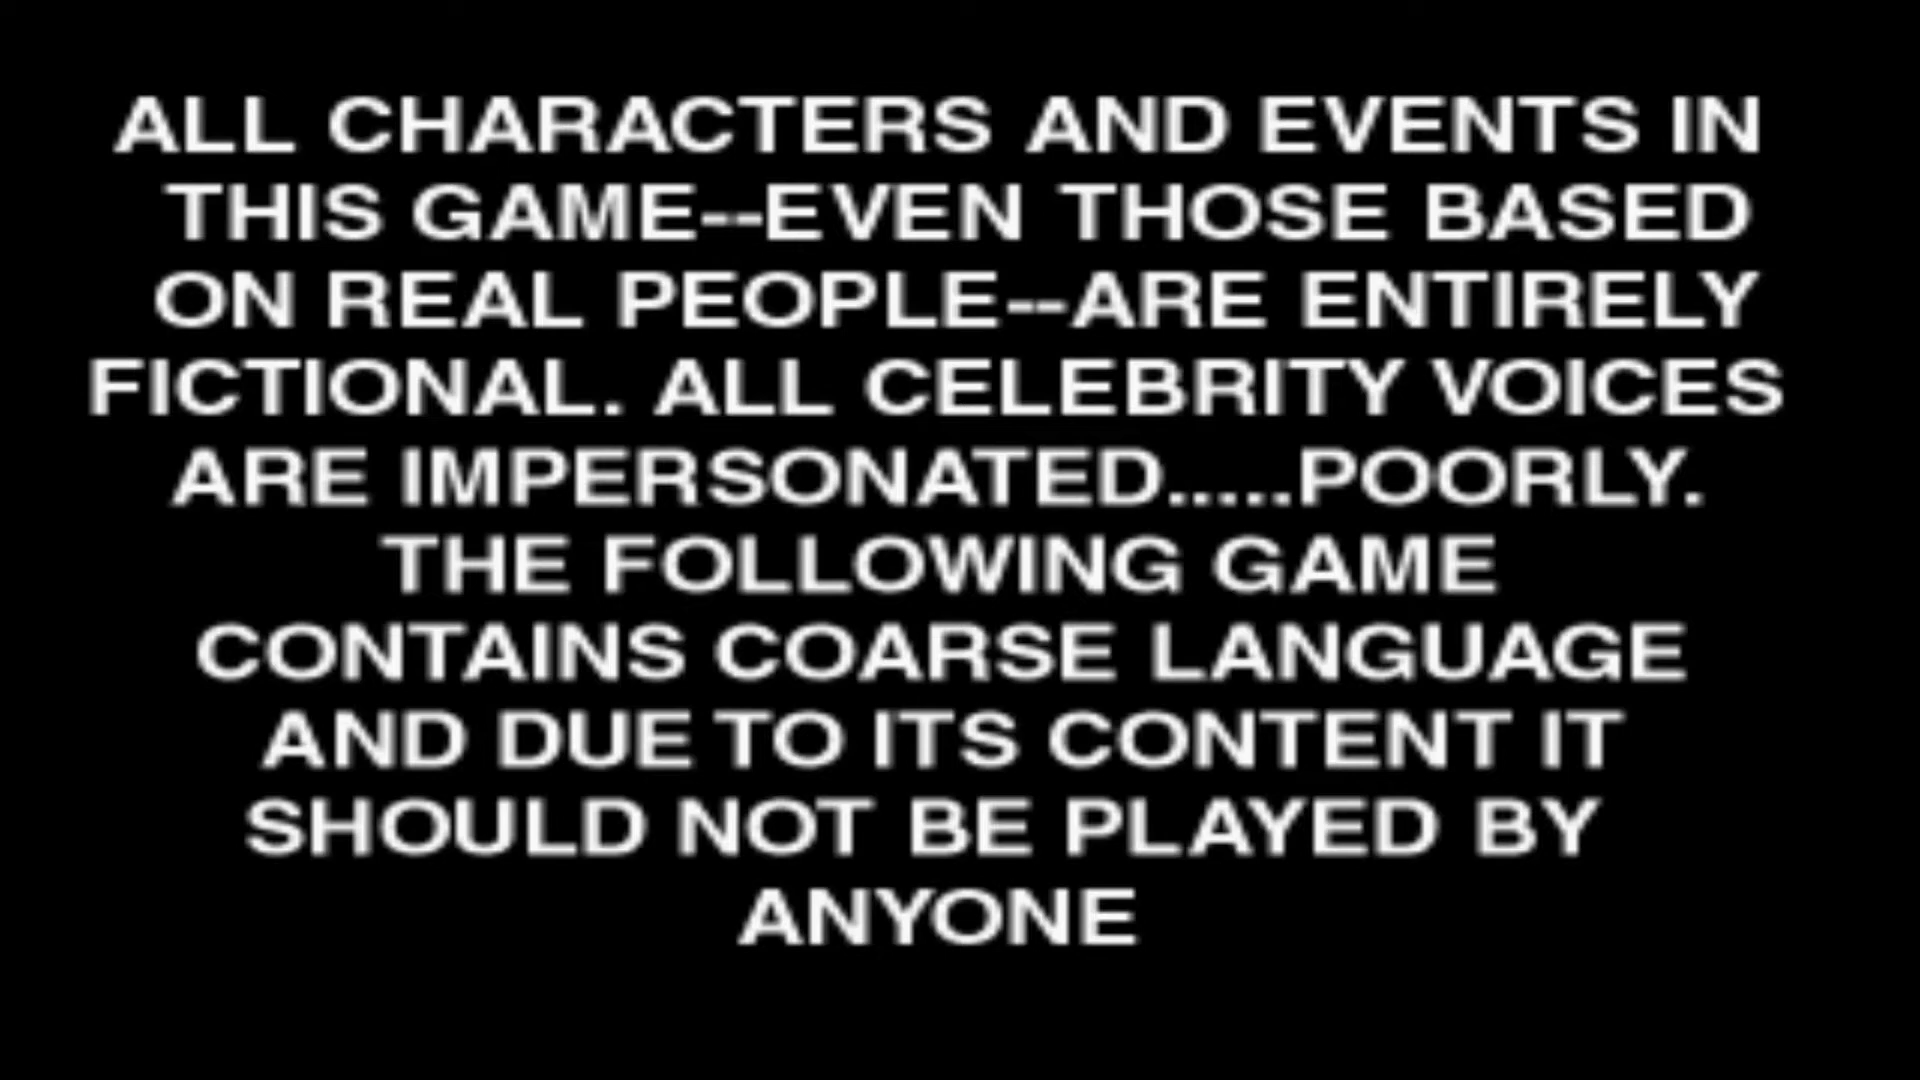 ALL CHARACTERS AND EVENTS IN
THIS GAME--EVEN THOSE BASED
ON REAL PEOPLE--ARE ENTIRELY
FICTIONAL. ALL CELEBRITY VOICES
ARE IMPERSONATED.....POORLY.
THE FOLLOWING GAME
CONTAINS COARSE LANGUAGE
AND DUE TO ITS CONTENT IT
SHOULD NOT BE PLAYED BY
ANYONE